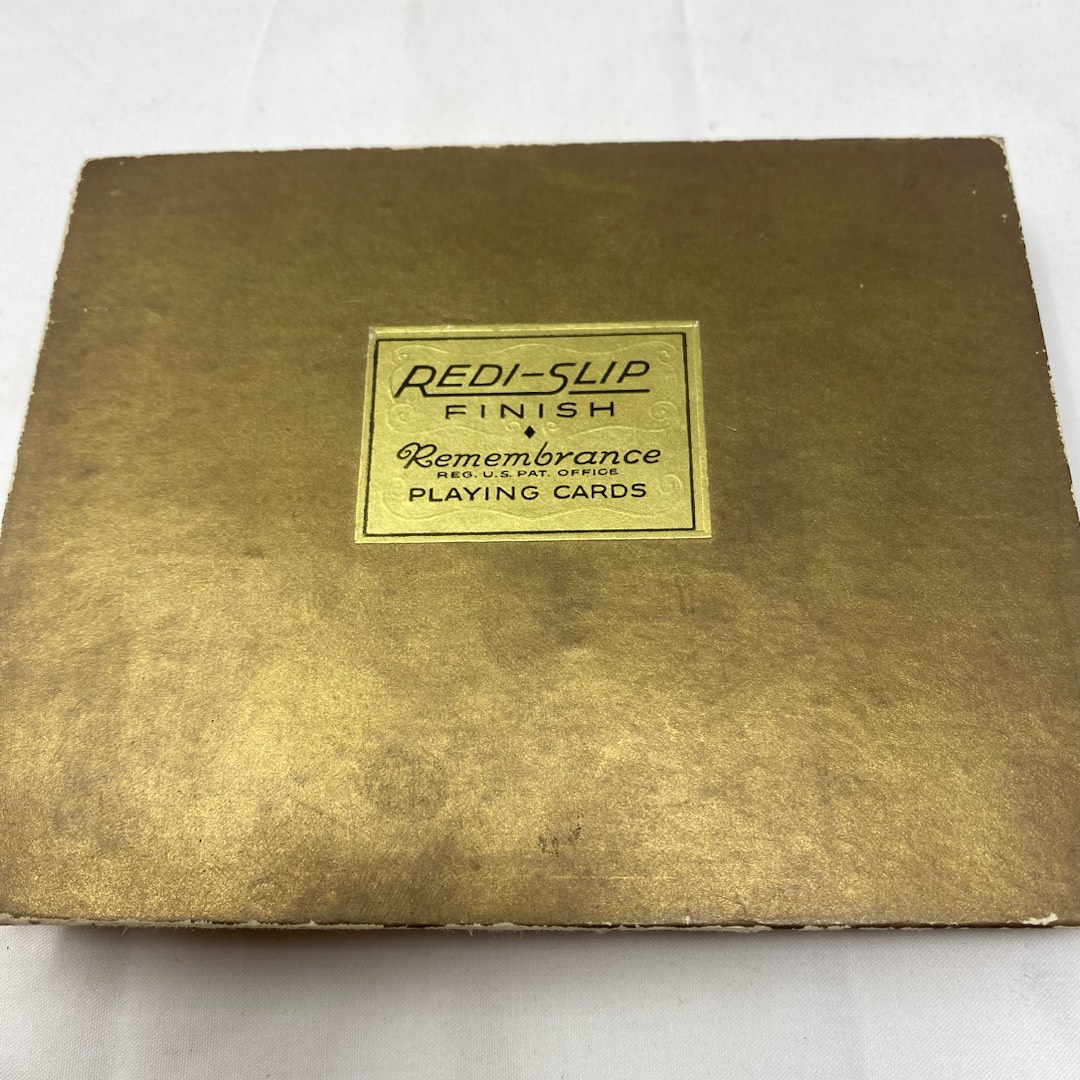 REDI-SLIP
FINISH
Remembrance
REG. U.S. PAT. OFFICE
PLAYING CARDS